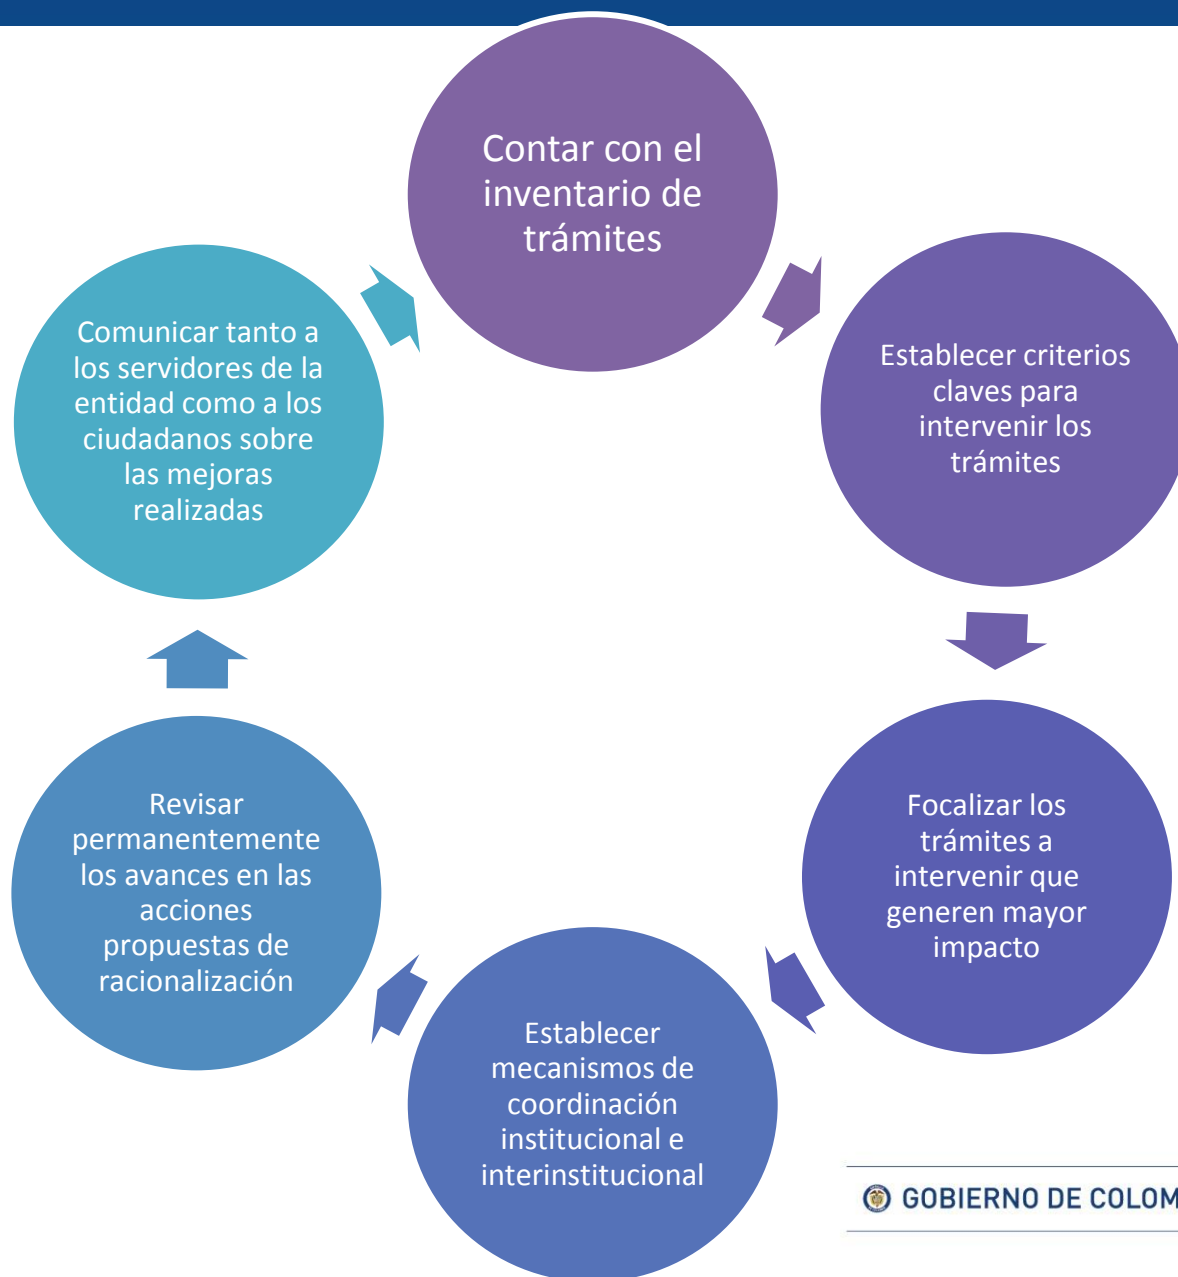 Contar con el
inventario de
trámites
Establecer criterios
claves para
intervenir los
trámites
Focalizar los
trámites a
intervenir que
generen mayor
impacto
Establecer
mecanismos de
coordinación
institucional e
interinstitucional
Revisar
permanentemente
los avances en las
acciones
propuestas de
racionalización
Comunicar tanto a
los servidores de la
entidad como a los
ciudadanos sobre
las mejoras
realizadas
GOBIERNO DE COLOM